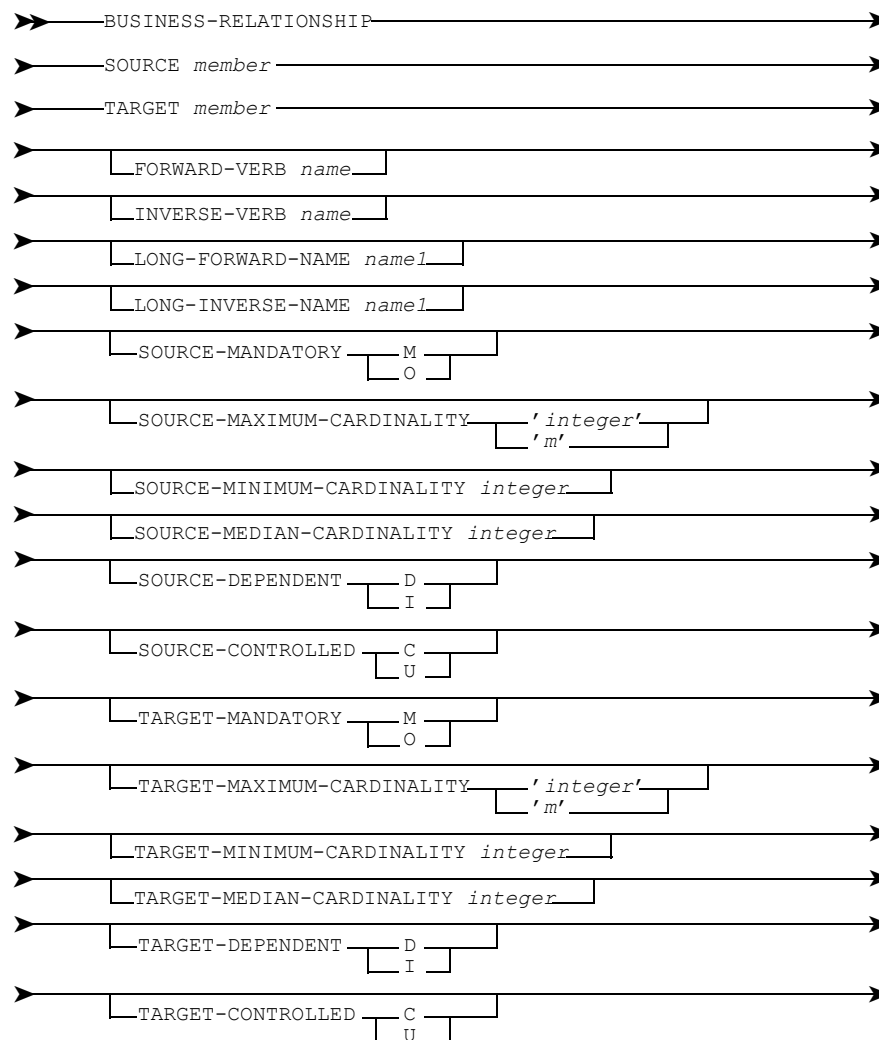 BUSINESS-RELATIONSHIP
SOURCE member
TARGET member
FORWARD-VERB name
INVERSE-VERB name
LONG-FORWARD-NAME name1
LONG-INVERSE-NAME name1
SOURCE-MANDATORY M
O
SOURCE-MAXIMUM-CARDINALITY 'integer'
'm'
SOURCE-MINIMUM-CARDINALITY integer
SOURCE-MEDIAN-CARDINALITY integer
SOURCE-DEPENDENT D
I
SOURCE-CONTROLLED C
U
TARGET-MANDATORY M
O
TARGET-MAXIMUM-CARDINALITY 'integer'
'm'
TARGET-MINIMUM-CARDINALITY integer
TARGET-MEDIAN-CARDINALITY integer
TARGET-DEPENDENT D
I
TARGET-CONTROLLED C
U